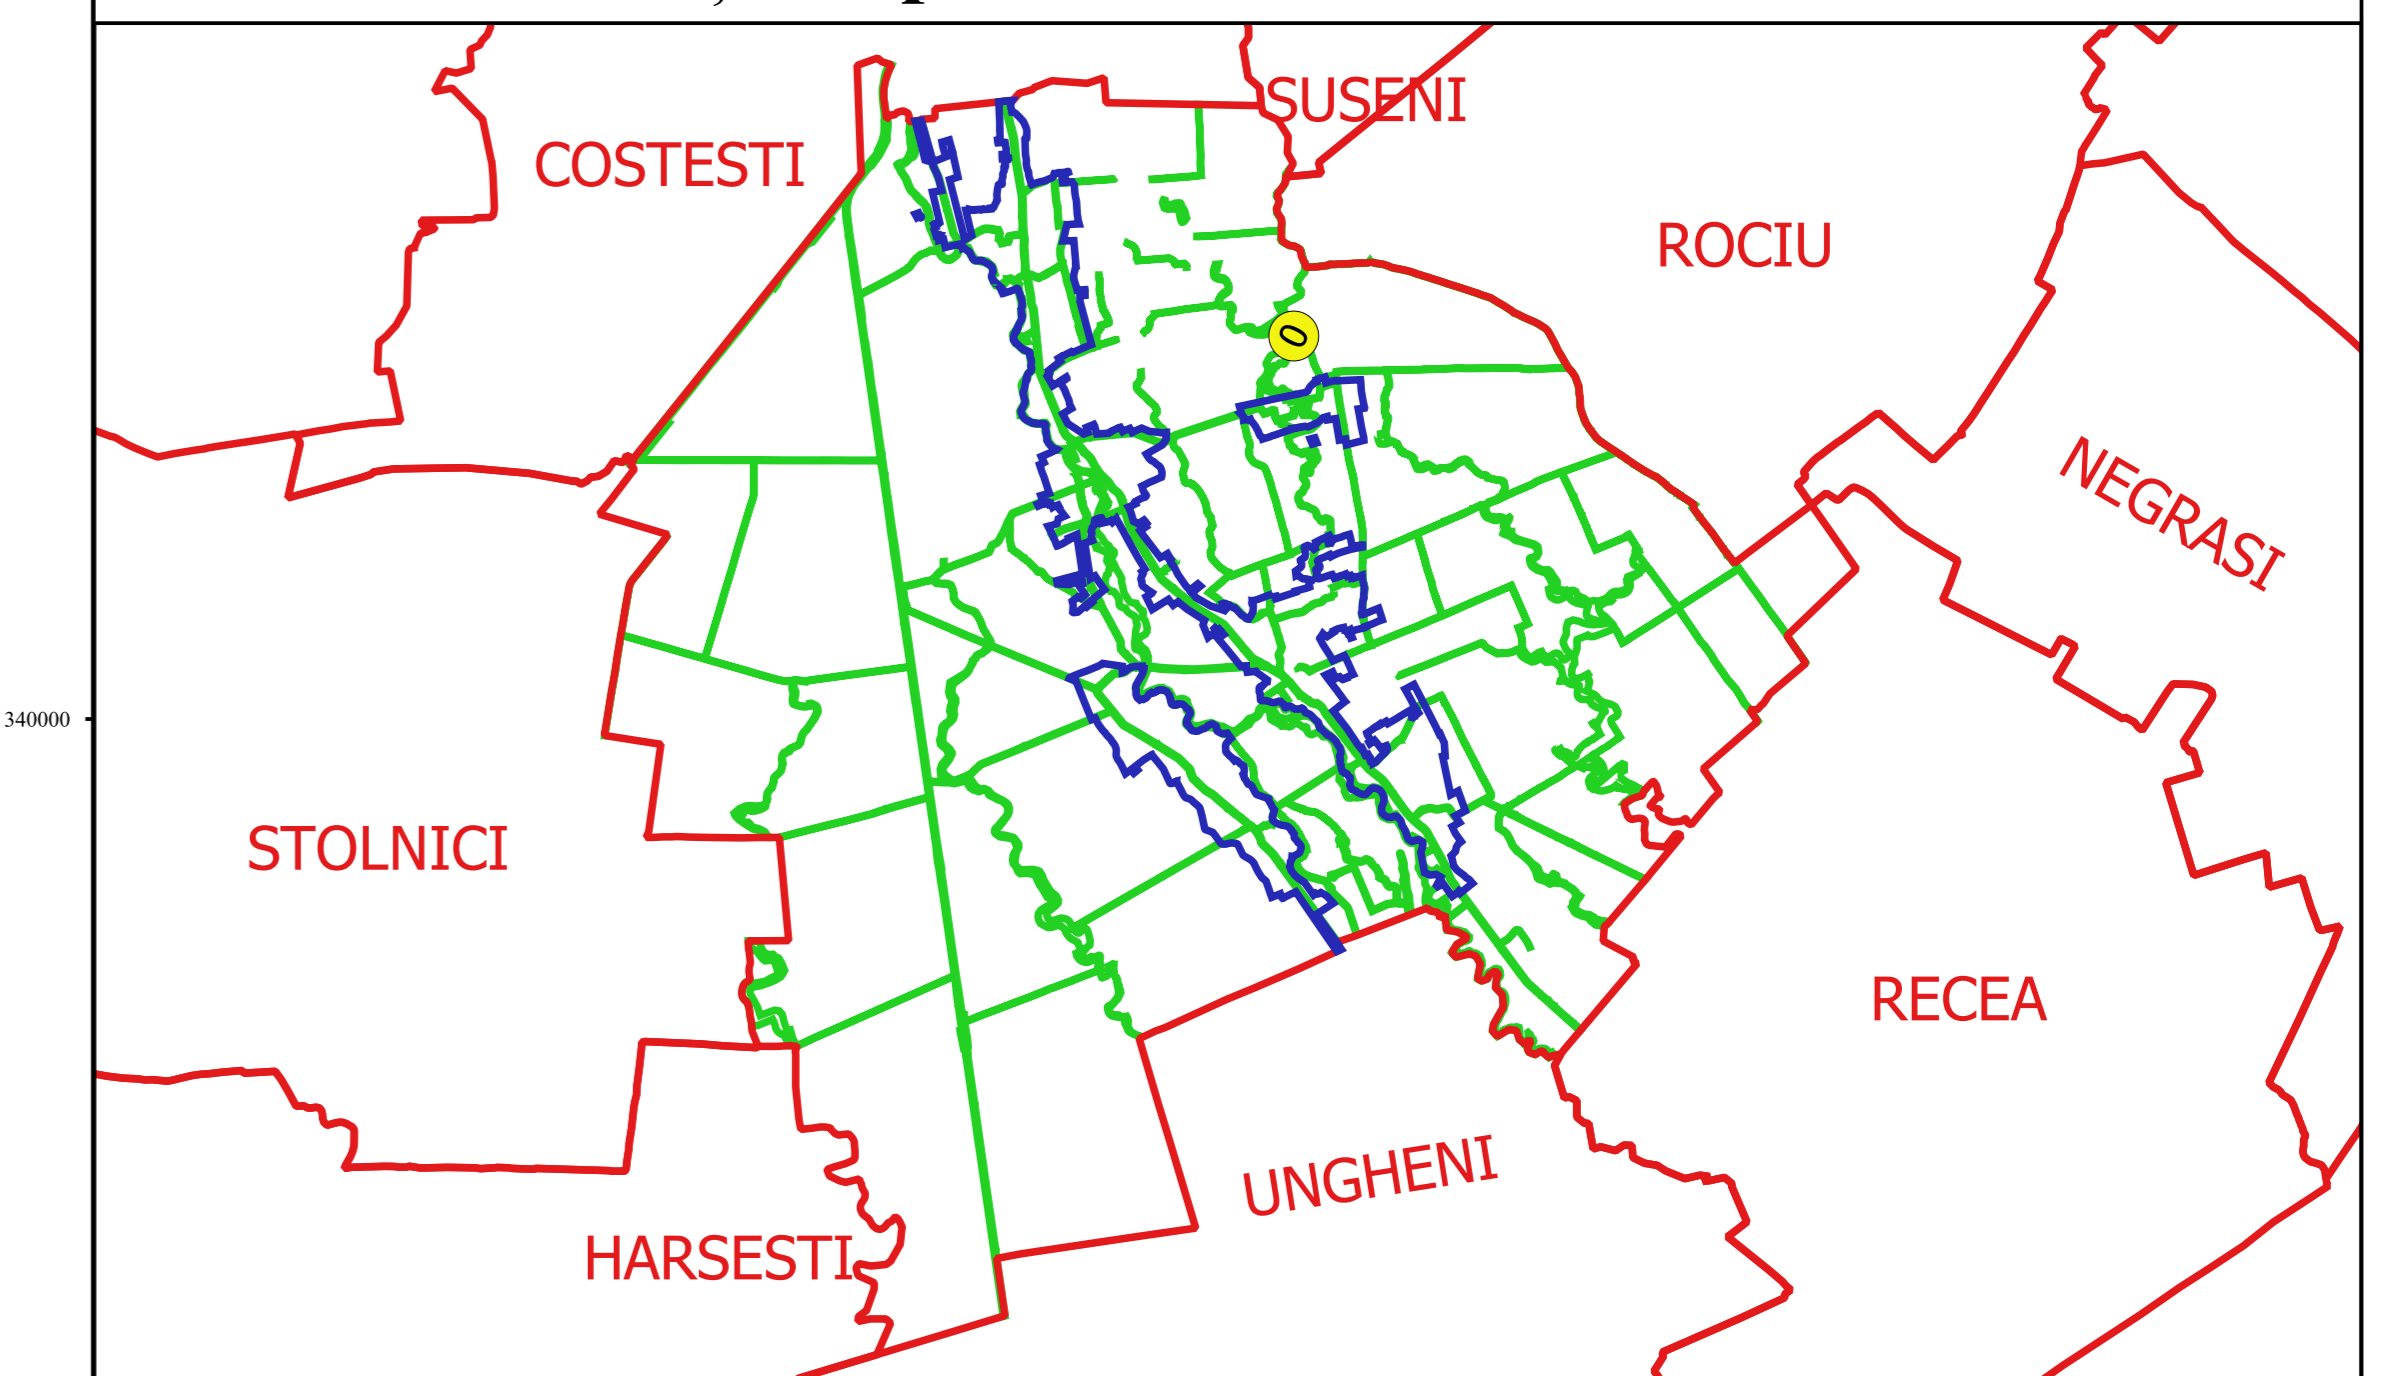 SUSENI
COSTESTI
ROCIU
0
NEGRASI
340000
STOLNICI
RECEA
UNGHENI
HARSESTI